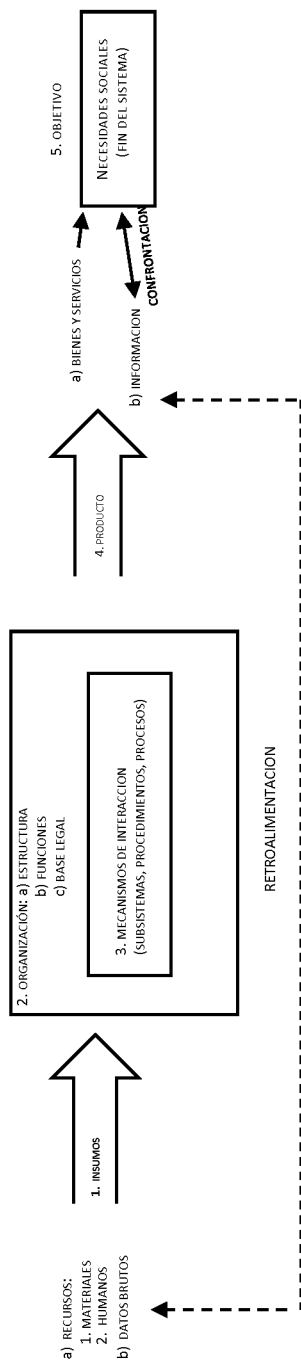 a) RECURSOS:
1. MATERIALES
2. HUMANOS
b) DATOS BRUTOS
1. INSUMOS
2. ORGANIZACIÓN: a) ESTRUCTURA
b) FUNCIONES
c) BASE LEGAL
3. MECANISMOS DE INTERACCION
(SUBSISTEMAS, PROCEDIMIENTOS, PROCESOS)
RETROALIMENTACION
4. PRODUCTO
a) BIENES Y SERVICIOS
b) INFORMACION
CONFRONTACION
5. OBJETIVO
NECESIDADES SOCIALES
(FIN DEL SISTEMA)